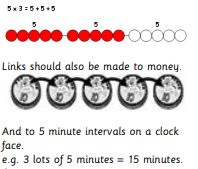 5 x 3 = 5 + 5 + 5
5 5 5
Links should also be made to money.
And to 5 minute intervals on a clock
face.
e.g. 3 lots of 5 minutes = 15 minutes.